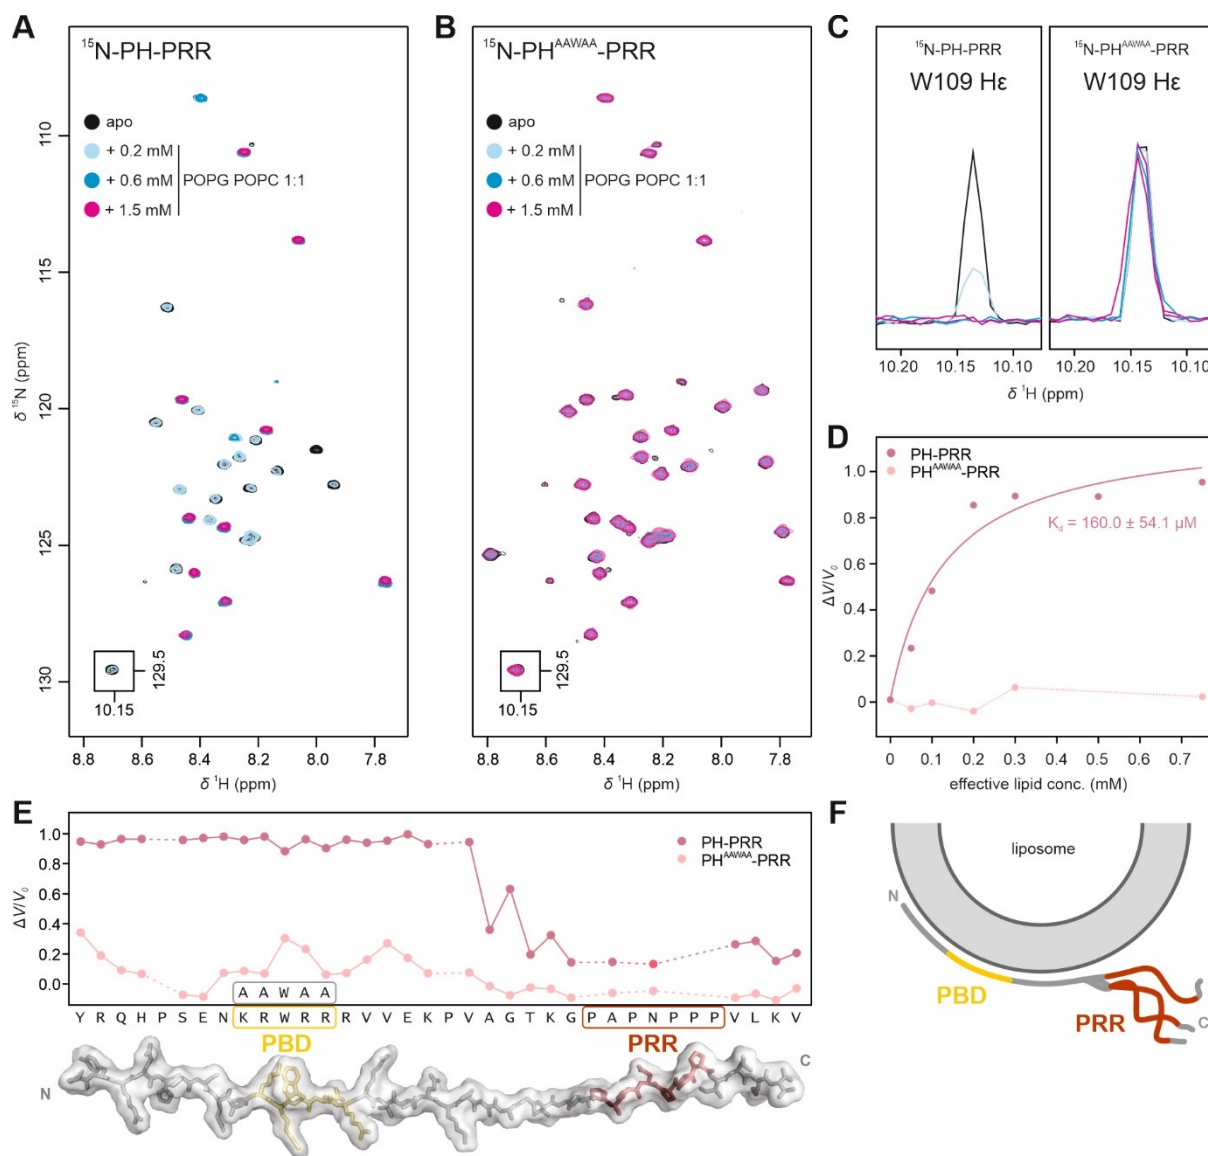 A
¹⁵N-PH-PRR
apo
+ 0.2 mM
+ 0.6 mM
+ 1.5 mM
POPG POPC 1:1
110
115
120
125
130
δ ¹⁵N (ppm)
129.5
10.15
8.8 8.6 8.4 8.2 8.0 7.8
δ ¹H (ppm)
B
¹⁵N-PHᴬᴬᵂᴬᴬ-PRR
apo
+ 0.2 mM
+ 0.6 mM
+ 1.5 mM
POPG POPC 1:1
129.5
10.15
8.8 8.6 8.4 8.2 8.0 7.8
δ ¹H (ppm)
C
¹⁵N-PH-PRR
W109 Hε
¹⁵N-PHᴬᴬᵂᴬᴬ-PRR
W109 Hε
10.20 10.15 10.10
10.20 10.15 10.10
δ ¹H (ppm)
D
PH-PRR
PHᴬᴬᵂᴬᴬ-PRR
K_d = 160.0 ± 54.1 μM
1.0
0.8
0.6
0.4
0.2
0
ΔV/V₀
0 0.1 0.2 0.3 0.4 0.5 0.6 0.7
effective lipid conc. (mM)
E
1.0
0.8
0.6
0.4
0.2
0.0
ΔV/V₀
PH-PRR
PHᴬᴬᵂᴬᴬ-PRR
A A W A A
Y R Q H P S E N K R W R R R V V E K P V A G T K G P A P N P P P V L K V
PBD
PRR
N
C
F
liposome
N
PBD
PRR
C